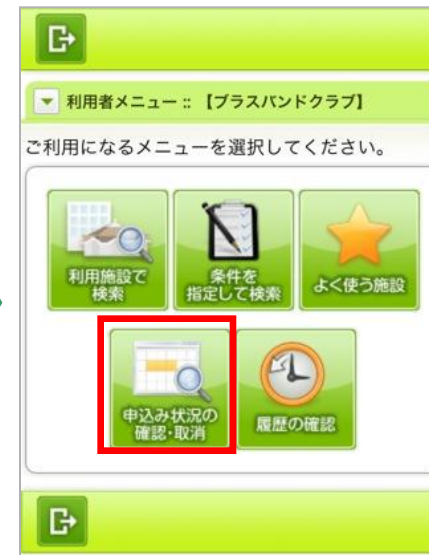 利用者メニュー :: 【ブラスバンドクラブ】
ご利用になるメニューを選択してください。
利用施設で
検索
条件を
指定して検索
よく使う施設
申込み状況の
確認・取消
履歴の確認